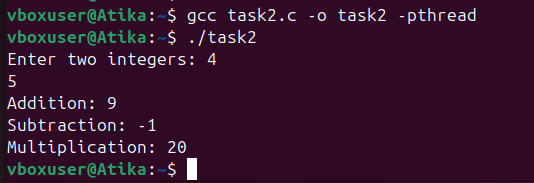 vboxuser@Atika:~$ gcc task2.c -o task2 -pthread
vboxuser@Atika:~$ ./task2
Enter two integers: 4
5
Addition: 9
Subtraction: -1
Multiplication: 20
vboxuser@Atika:~$